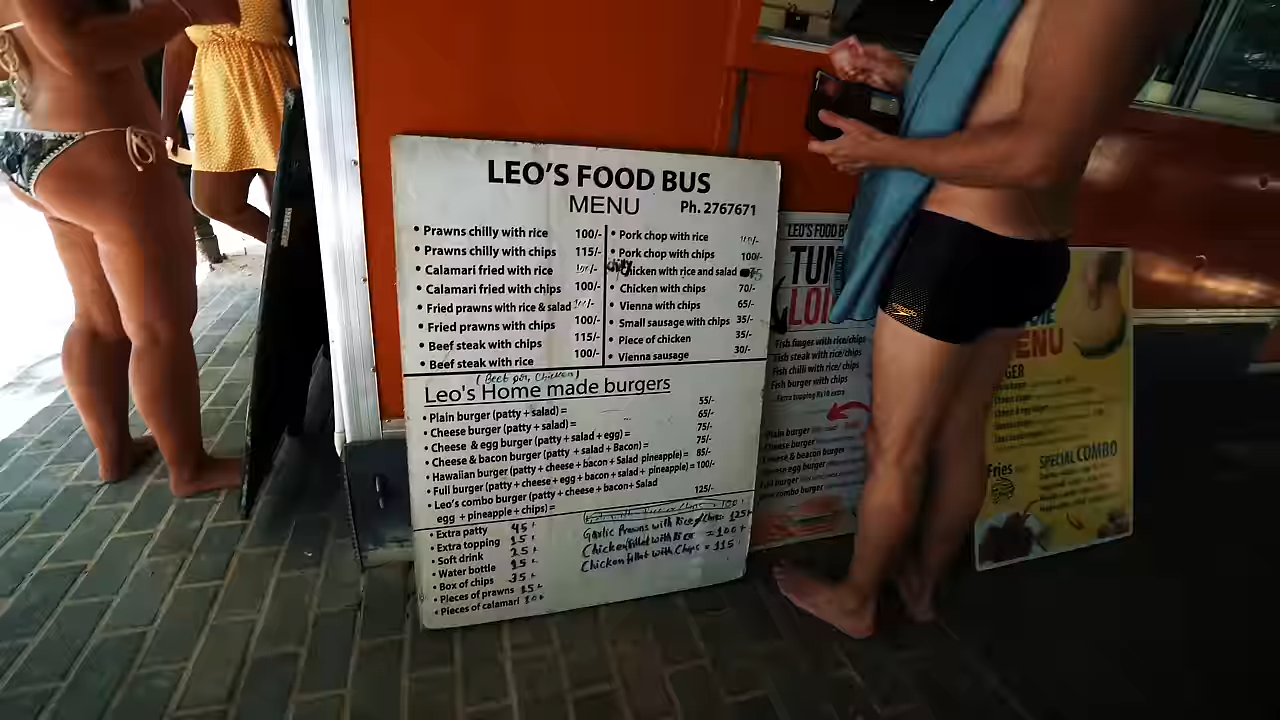 LEO'S FOOD BUS
MENU Ph. 2767671
• Prawns chilly with rice 100/-
• Prawns chilly with chips 115/-
• Calamari fried with rice
• Calamari fried with chips 100/-
• Fried prawns with rice & salad
• Fried prawns with chips 100/-
• Beef steak with chips 115/-
• Beef steak with rice 100/-
• Pork chop with rice
• Pork chop with chips 100/-
Chicken with rice and salad 75
• Chicken with chips 70/-
• Vienna with chips 65/-
• Small sausage with chips 35/-
• Piece of chicken 35/-
• Vienna sausage 30/-
Leo's Home made burgers
• Plain burger (patty + salad) = 55/-
• Cheese burger (patty + salad) = 65/-
• Cheese & egg burger (patty + salad + egg) = 75/-
• Cheese & bacon burger (patty + salad + Bacon) = 75/-
• Hawaiian burger (patty + cheese + bacon + Salad pineapple) = 85/-
• Full burger (patty + cheese + egg + bacon + salad + pineapple) = 100/-
• Leo's combo burger (patty + cheese + bacon + Salad
egg + pineapple + chips) = 125/-
• Extra patty 45
• Extra topping 15
• Soft drink 25
• Water bottle 15
• Box of chips 35
• Pieces of prawns 15
• Pieces of calamari
Garlic Prawns with Rice/Chips 125
Chicken fillet with Rice = 100
Chicken fillet with Chips = 115
LEO'S FOOD
Fish finger with rice/chips
Fish steak with rice/chips
Fish chilli with rice/ chips
Fish burger with chips
Extra topping Rs10 extra
Plain burger
Cheese burger
Cheese & beacon burger
Cheese egg burger
Full burger
combo burger
speedo
Fries
SPECIAL COMBO